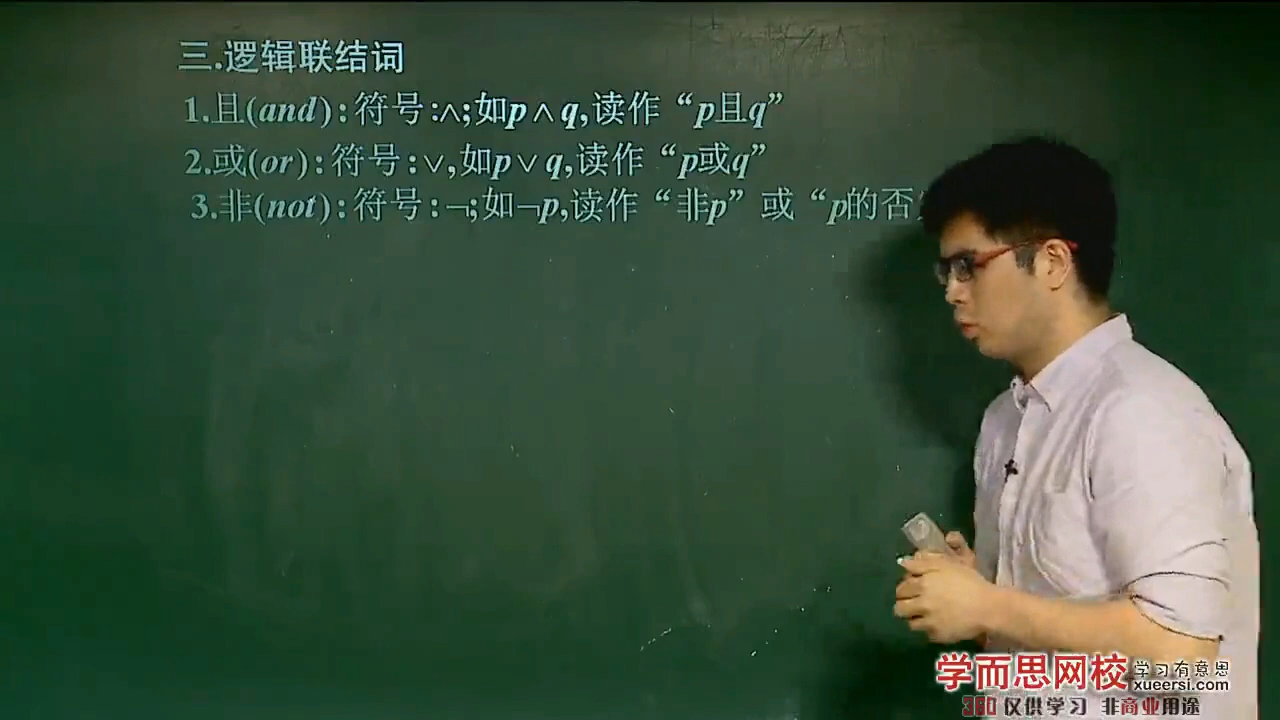 三.逻辑联结词
1.且(and):符号:∧;如p∧q,读作“p且q”
2.或(or):符号:∨,如p∨q,读作“p或q”
3.非(not):符号:¬;如¬p,读作“非p”或“p的否
学而思网校 学习有意思
xueersi.com
360 仅供学习 非商业用途